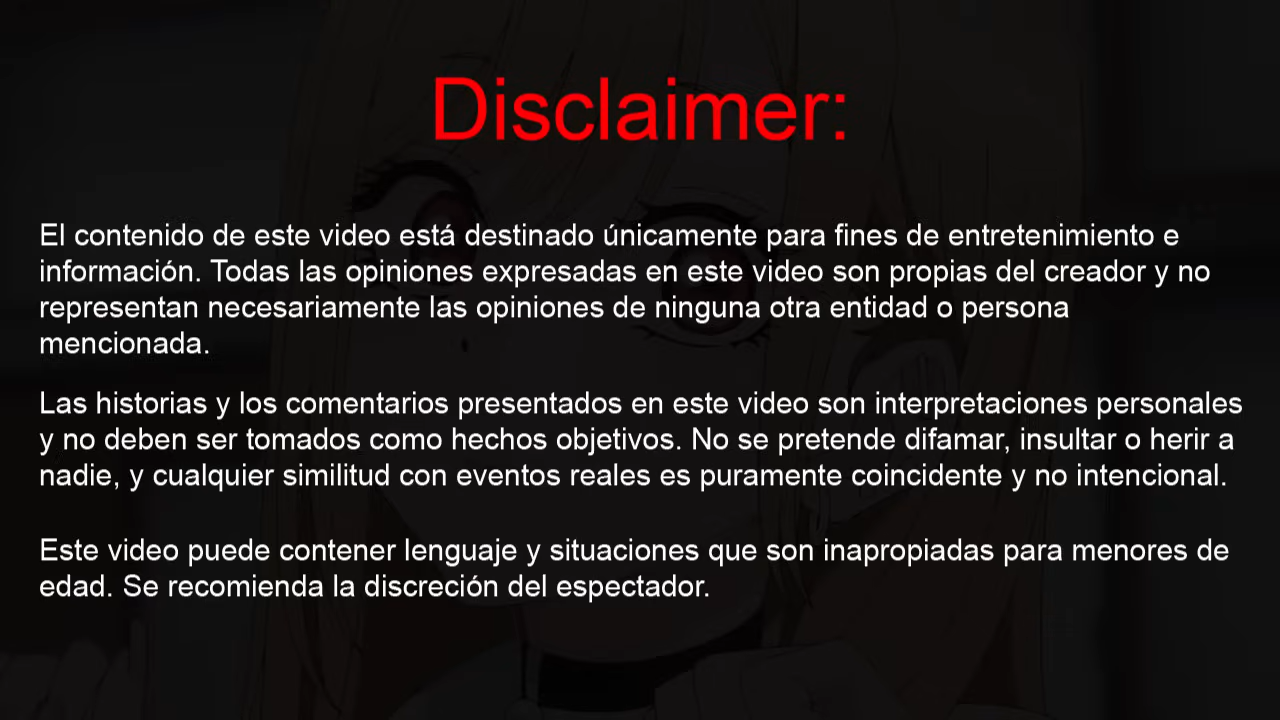 Disclaimer:
El contenido de este video está destinado únicamente para fines de entretenimiento e
información. Todas las opiniones expresadas en este video son propias del creador y no
representan necesariamente las opiniones de ninguna otra entidad o persona
mencionada.
Las historias y los comentarios presentados en este video son interpretaciones personales
y no deben ser tomados como hechos objetivos. No se pretende difamar, insultar o herir a
nadie, y cualquier similitud con eventos reales es puramente coincidente y no intencional.
Este video puede contener lenguaje y situaciones que son inapropiadas para menores de
edad. Se recomienda la discreción del espectador.